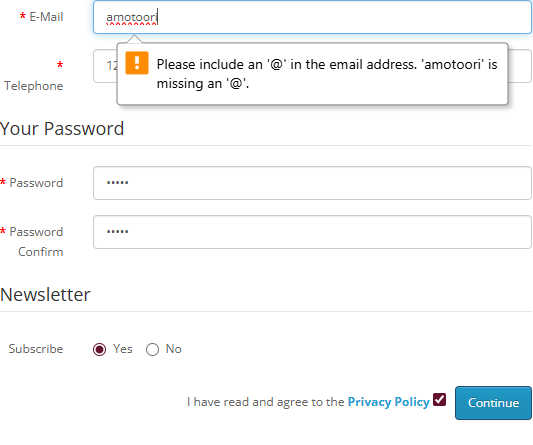 * E-Mail
amotoori
Please include an '@' in the email address. 'amotoori' is
missing an '@'.
*
Telephone
12
Your Password
* Password
•••••
* Password
Confirm
•••••
Newsletter
Subscribe
Yes
No
I have read and agree to the Privacy Policy
Continue